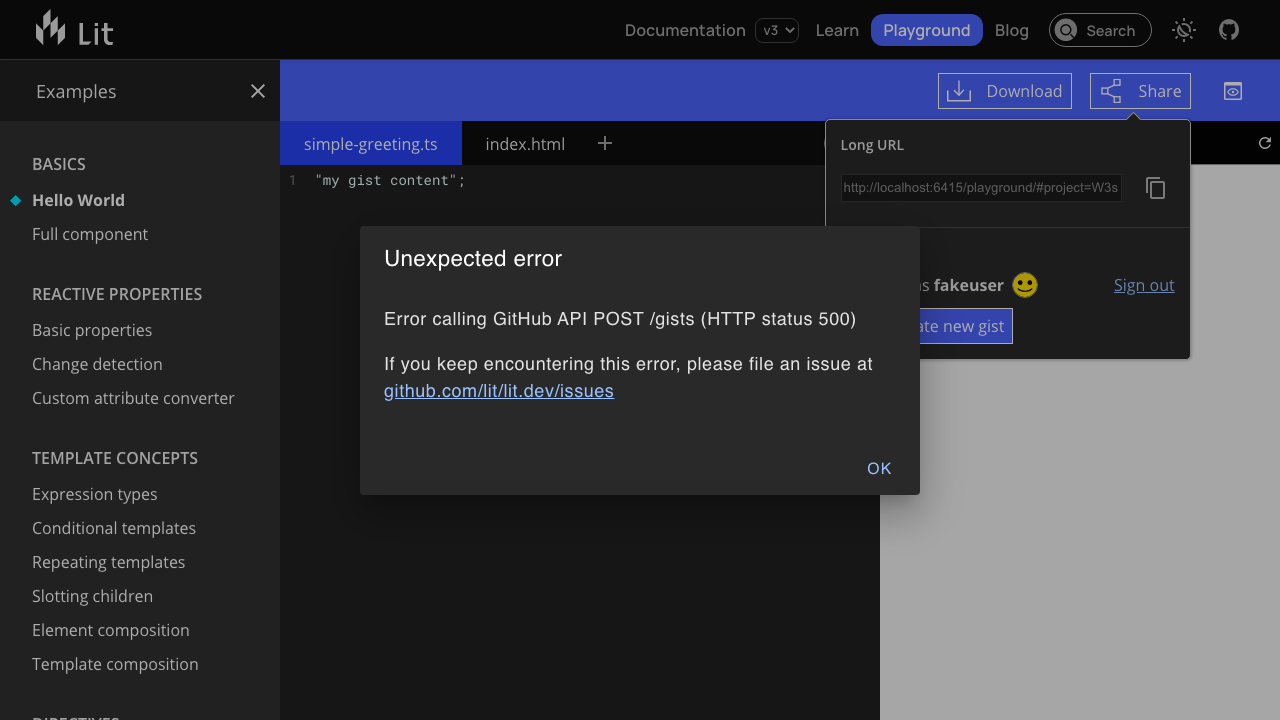 Lit
Documentation v3 Learn Playground Blog Search
Examples
Download Share
simple-greeting.ts index.html
1 "my gist content";
BASICS
Hello World
Full component
REACTIVE PROPERTIES
Basic properties
Change detection
Custom attribute converter
TEMPLATE CONCEPTS
Expression types
Conditional templates
Repeating templates
Slotting children
Element composition
Template composition
Long URL
http://localhost:6415/playground/#project=W3s
fakeuser
Sign out
new gist
Unexpected error
Error calling GitHub API POST /gists (HTTP status 500)
If you keep encountering this error, please file an issue at
github.com/lit/lit.dev/issues
OK